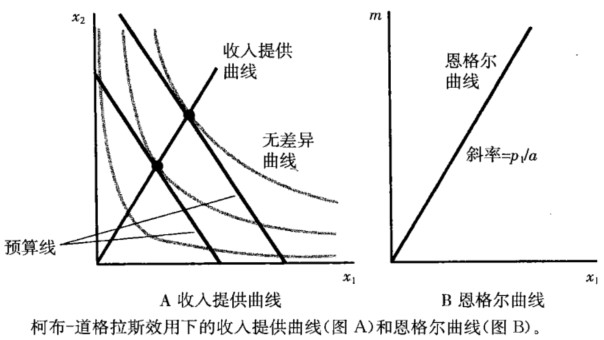 x₂
收入提供
曲线
无差异
曲线
预算线
x₁
A 收入提供曲线
m
恩格尔
曲线
斜率=p₁/a
x₁
B 恩格尔曲线
柯布-道格拉斯效用下的收入提供曲线(图 A)和恩格尔曲线(图 B)。